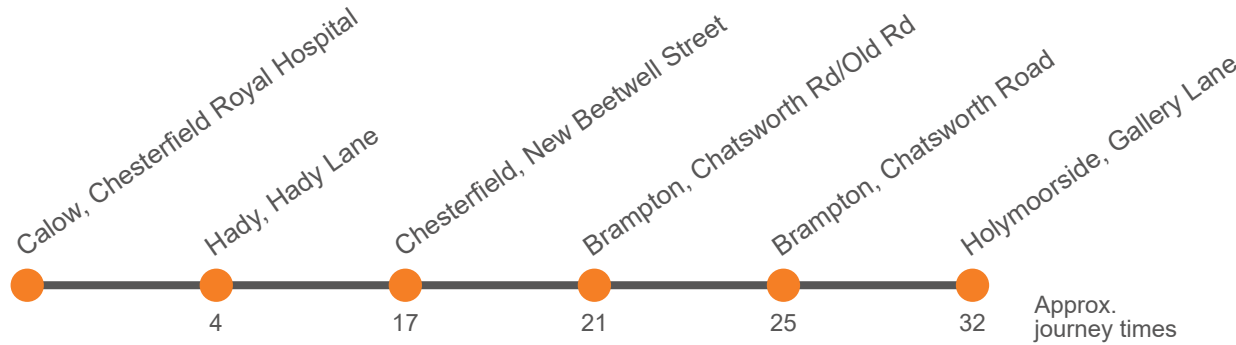 Calow, Chesterfield Royal Hospital
Hady, Hady Lane
Chesterfield, New Beetwell Street
Brampton, Chatsworth Rd/Old Rd
Brampton, Chatsworth Road
Holymoorside, Gallery Lane
4
17
21
25
32
Approx.
journey times